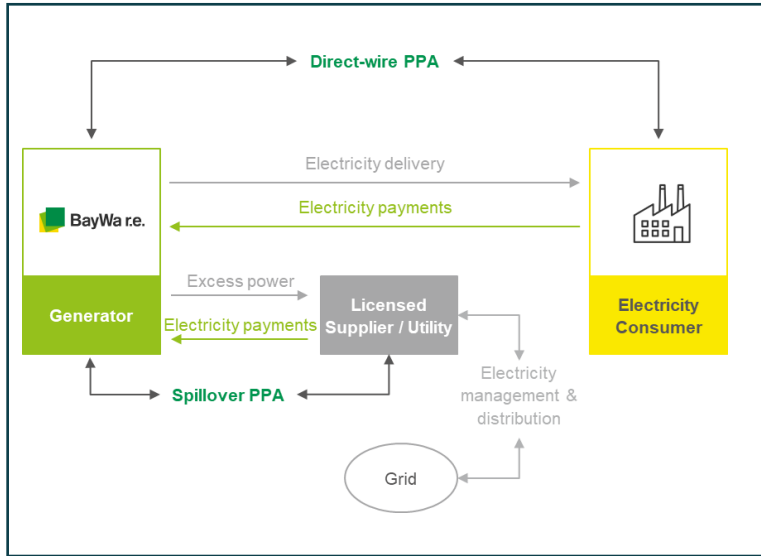 Direct-wire PPA
Electricity delivery
Electricity payments
BayWa r.e.
Generator
Excess power
Electricity payments
Licensed
Supplier / Utility
Electricity
Consumer
Spillover PPA
Electricity
management &
distribution
Grid